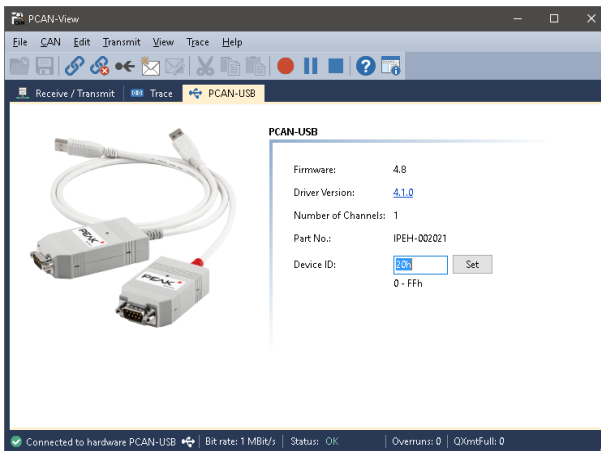 PCAN-View
File CAN Edit Transmit View Trace Help
Receive / Transmit Trace PCAN-USB
PCAN-USB
Firmware: 4.8
Driver Version: 4.1.0
Number of Channels: 1
Part No.: IPEH-002021
Device ID: 20h Set
0 - FFh
PEAK
PEAK
Connected to hardware PCAN-USB Bit rate: 1 MBit/s Status: OK Overruns: 0 QXmtFull: 0